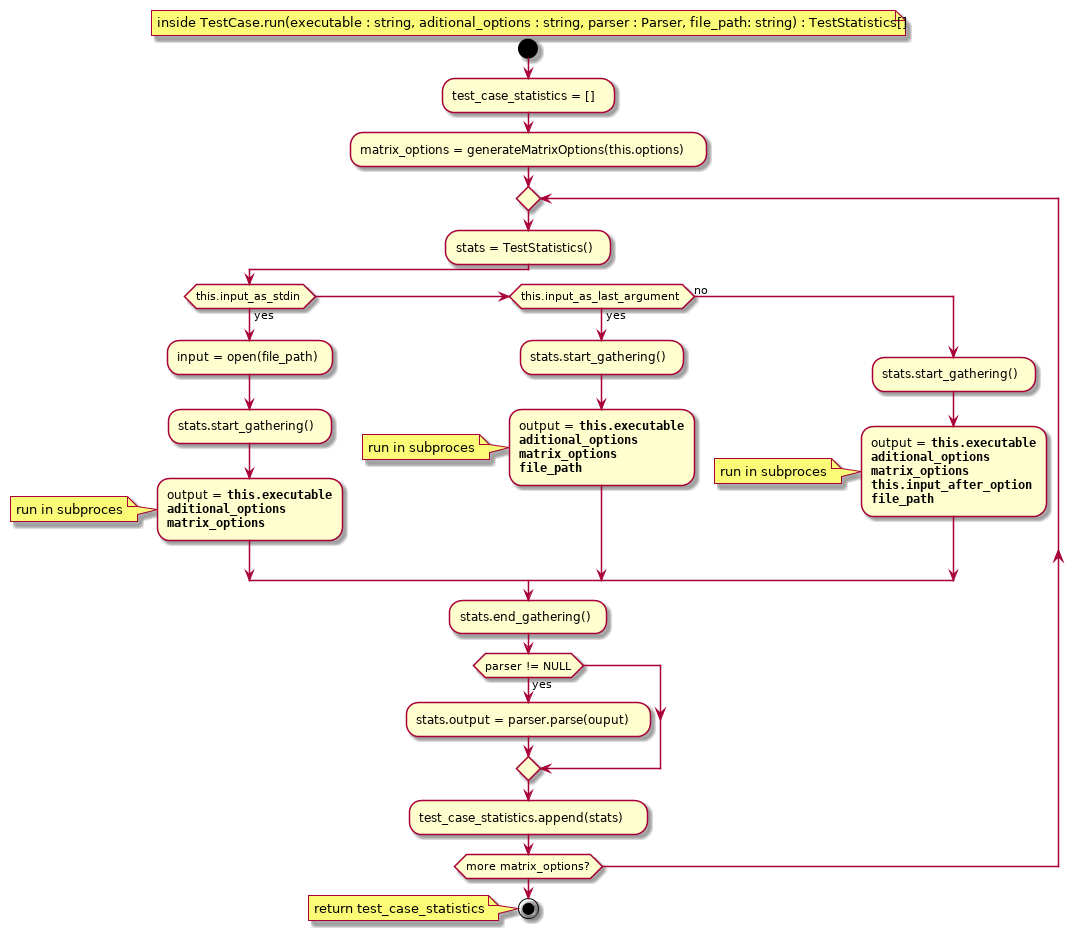 inside TestCase.run(executable : string, aditional_options : string, parser : Parser, file_path: string) : TestStatistics[]
test_case_statistics = []
matrix_options = generateMatrixOptions(this.options)
stats = TestStatistics()
this.input_as_stdin
yes
input = open(file_path)
stats.start_gathering()
run in subproces
output = this.executable
aditional_options
matrix_options
this.input_as_last_argument
yes
stats.start_gathering()
run in subproces
output = this.executable
aditional_options
matrix_options
file_path
no
stats.start_gathering()
run in subproces
output = this.executable
aditional_options
matrix_options
this.input_after_option
file_path
stats.end_gathering()
parser != NULL
yes
stats.output = parser.parse(ouput)
test_case_statistics.append(stats)
more matrix_options?
return test_case_statistics